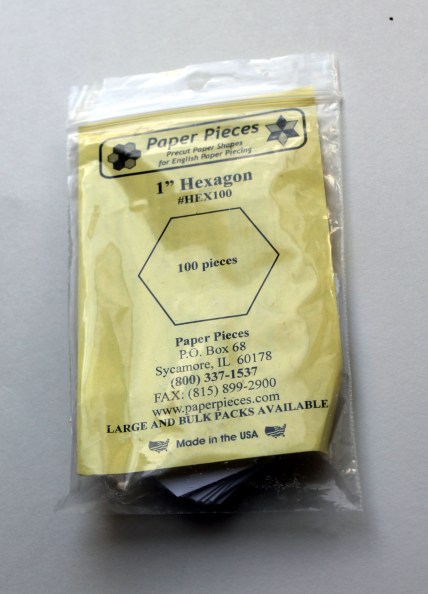 Paper Pieces
Precut Paper Shapes
for English Paper Piecing
1" Hexagon
#HEX100
100 pieces
Paper Pieces
P.O. Box 68
Sycamore, IL 60178
(800) 337-1537
FAX: (815) 899-2900
www.paperpieces.com
LARGE AND BULK PACKS AVAILABLE
Made in the USA